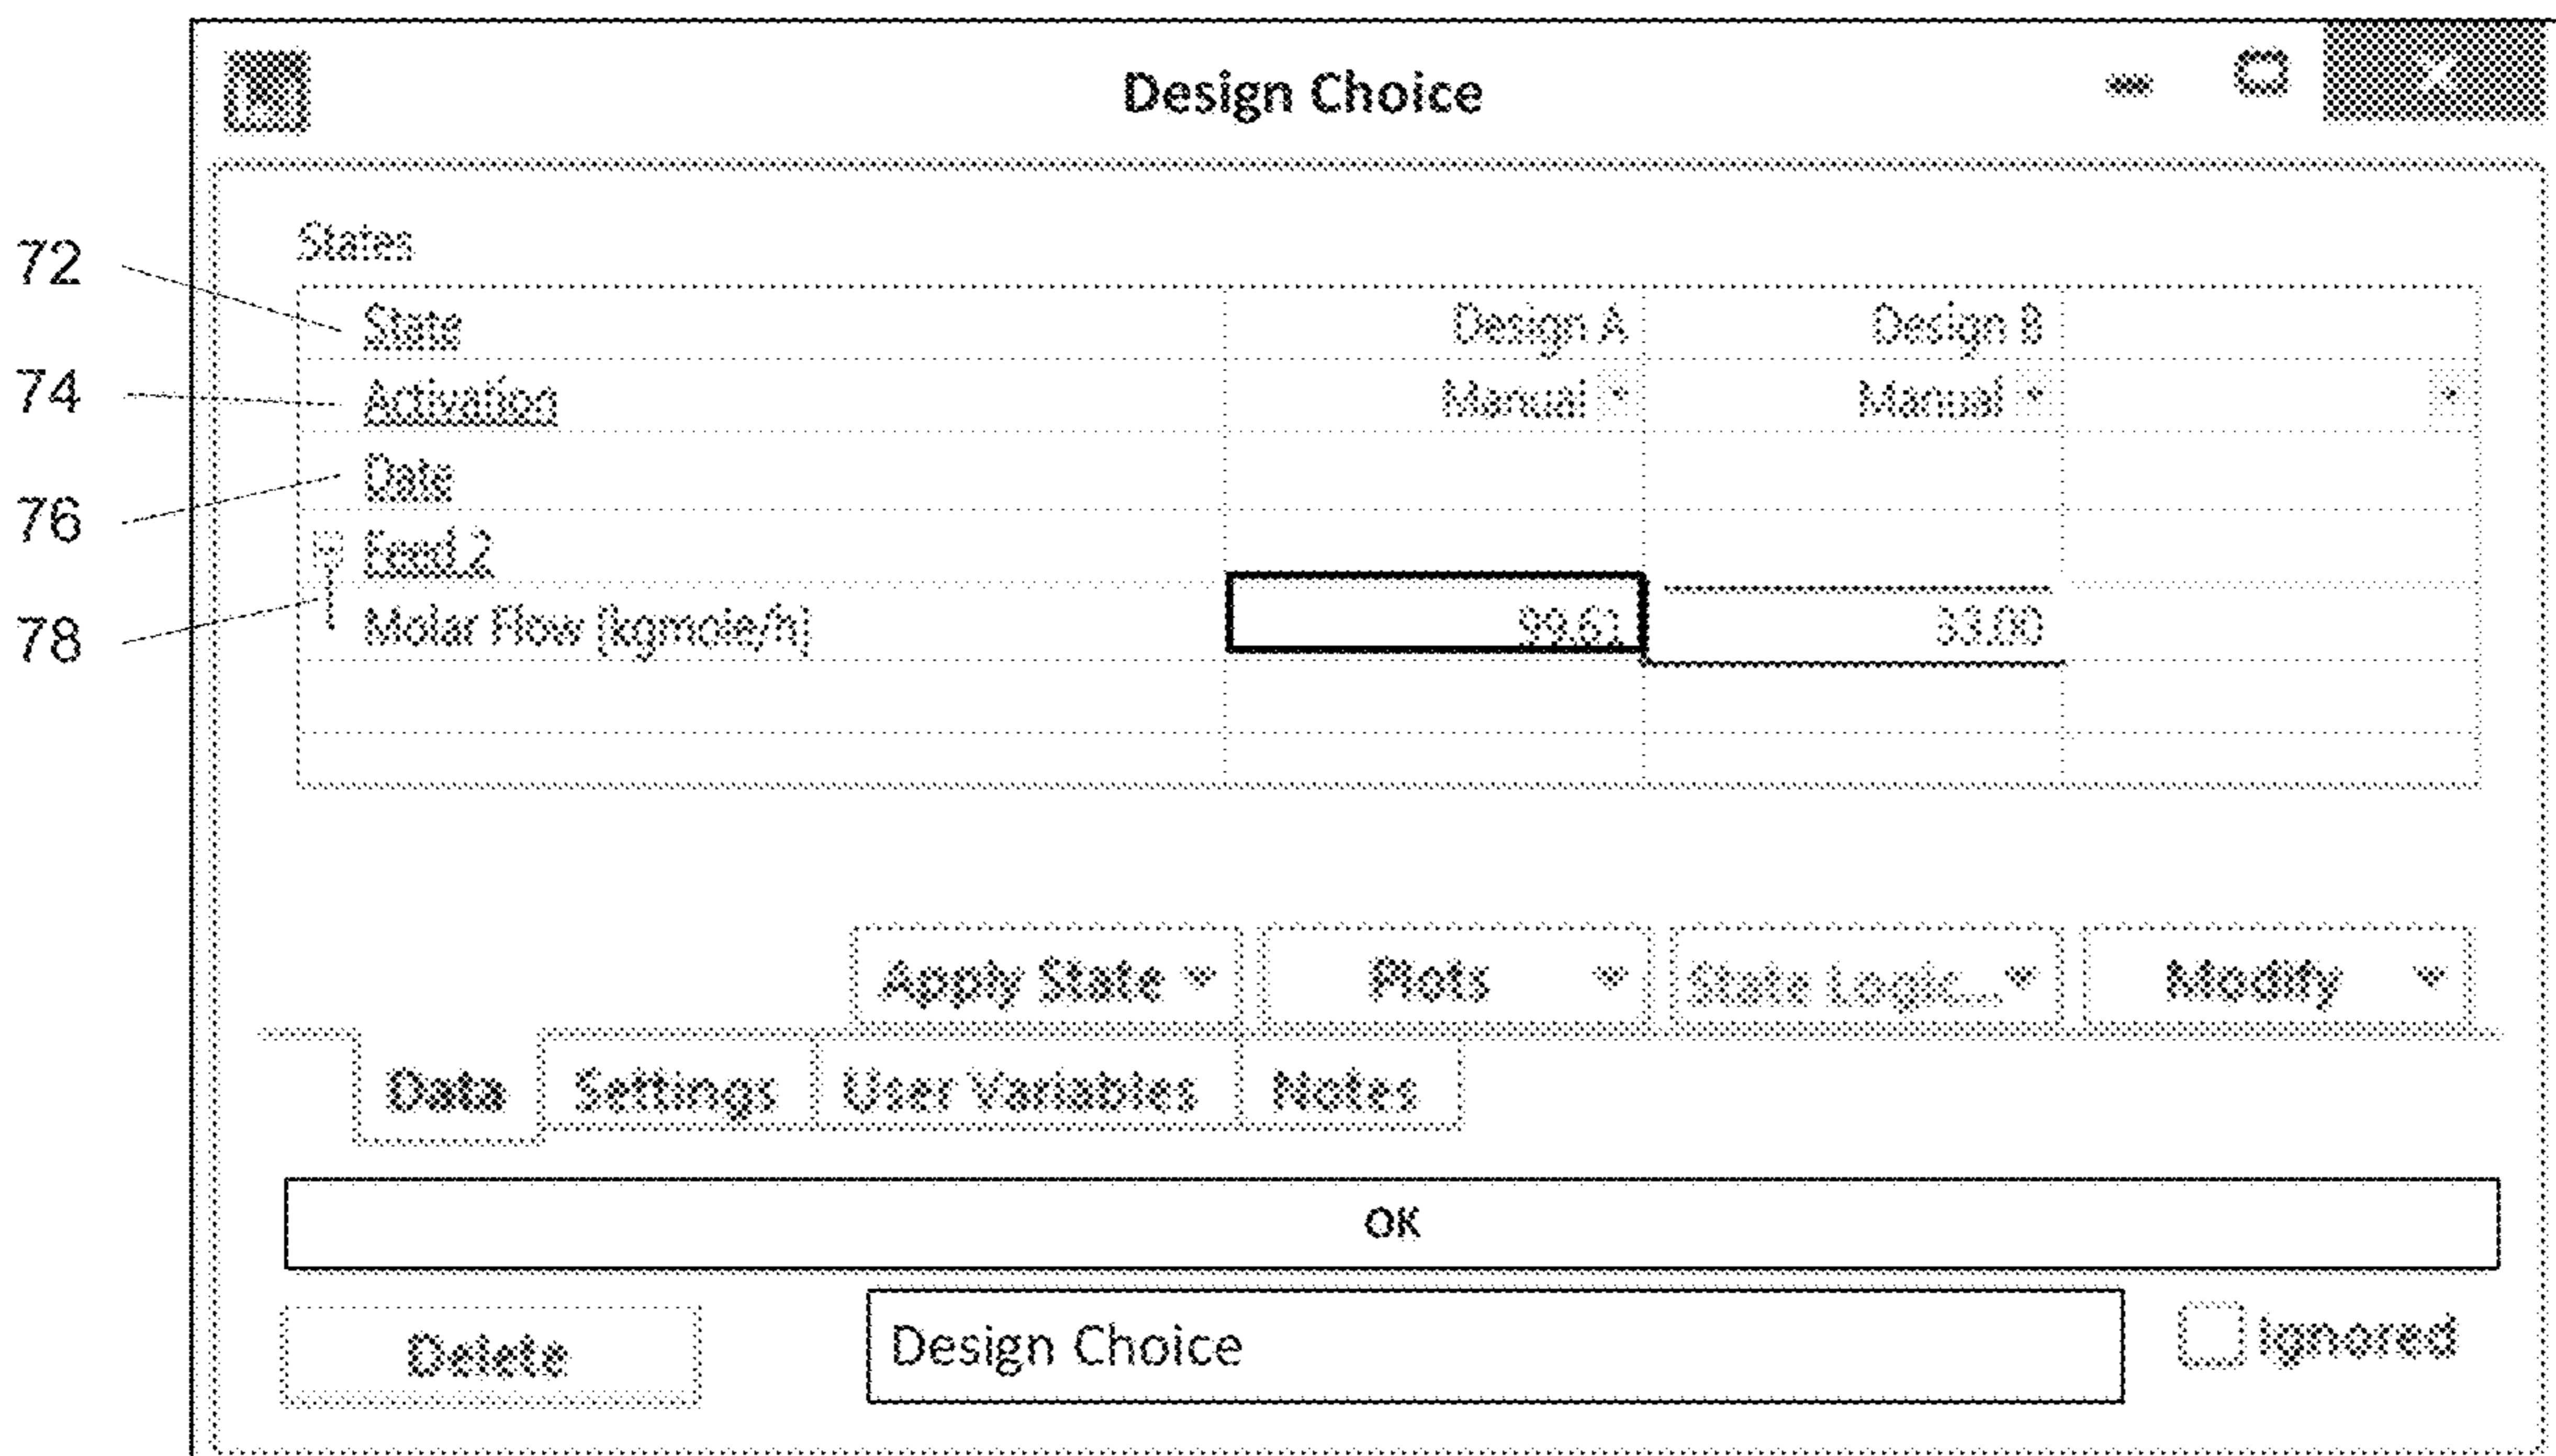 Design Choice
States
72
State Design A Design B
74
Activation Manual Manual
76
Date
Feed 2
78
Molar Flow [kgmole/h] 99.61 33.00
Apply State Plots State Logic... Modify
Data Settings User Variables Notes
OK
Delete Design Choice Ignored